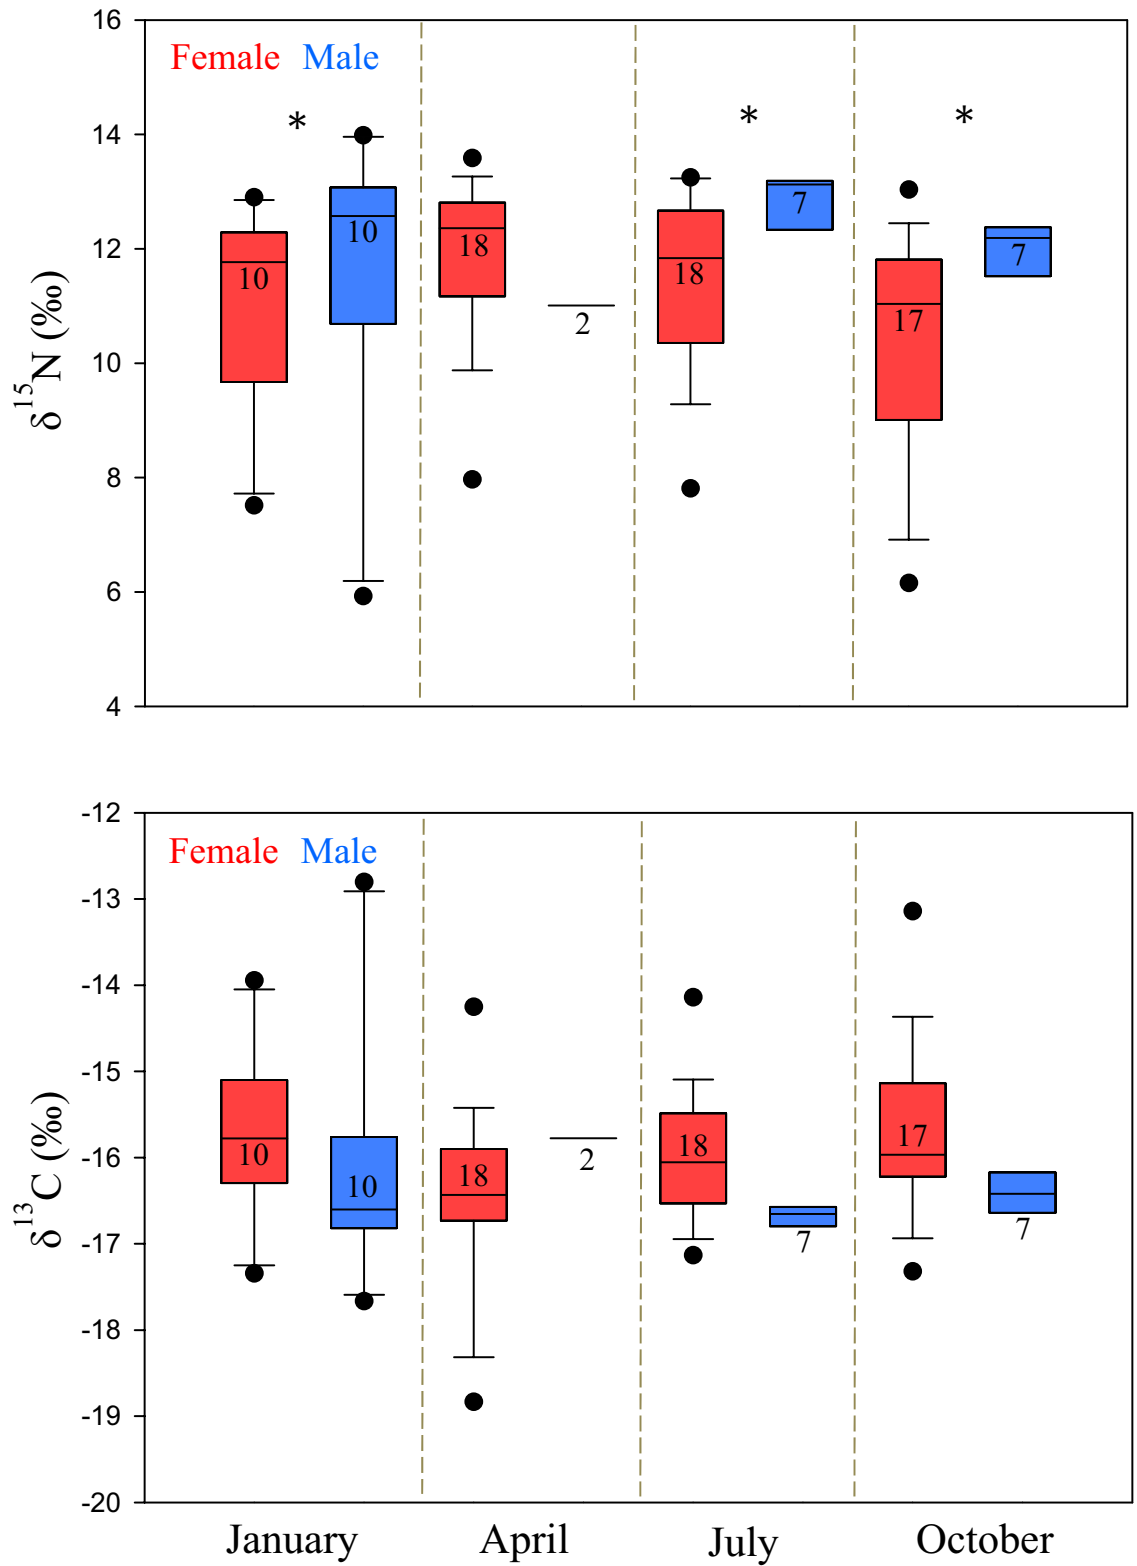 16
14
12
10
8
6
4
δ¹⁵N (‰)
Female Male
* * *
10 10 18 2 18 7 17 7
-12
-13
-14
-15
-16
-17
-18
-19
-20
δ¹³C (‰)
Female Male
10 10 18 2 18 7 17 7
January April July October